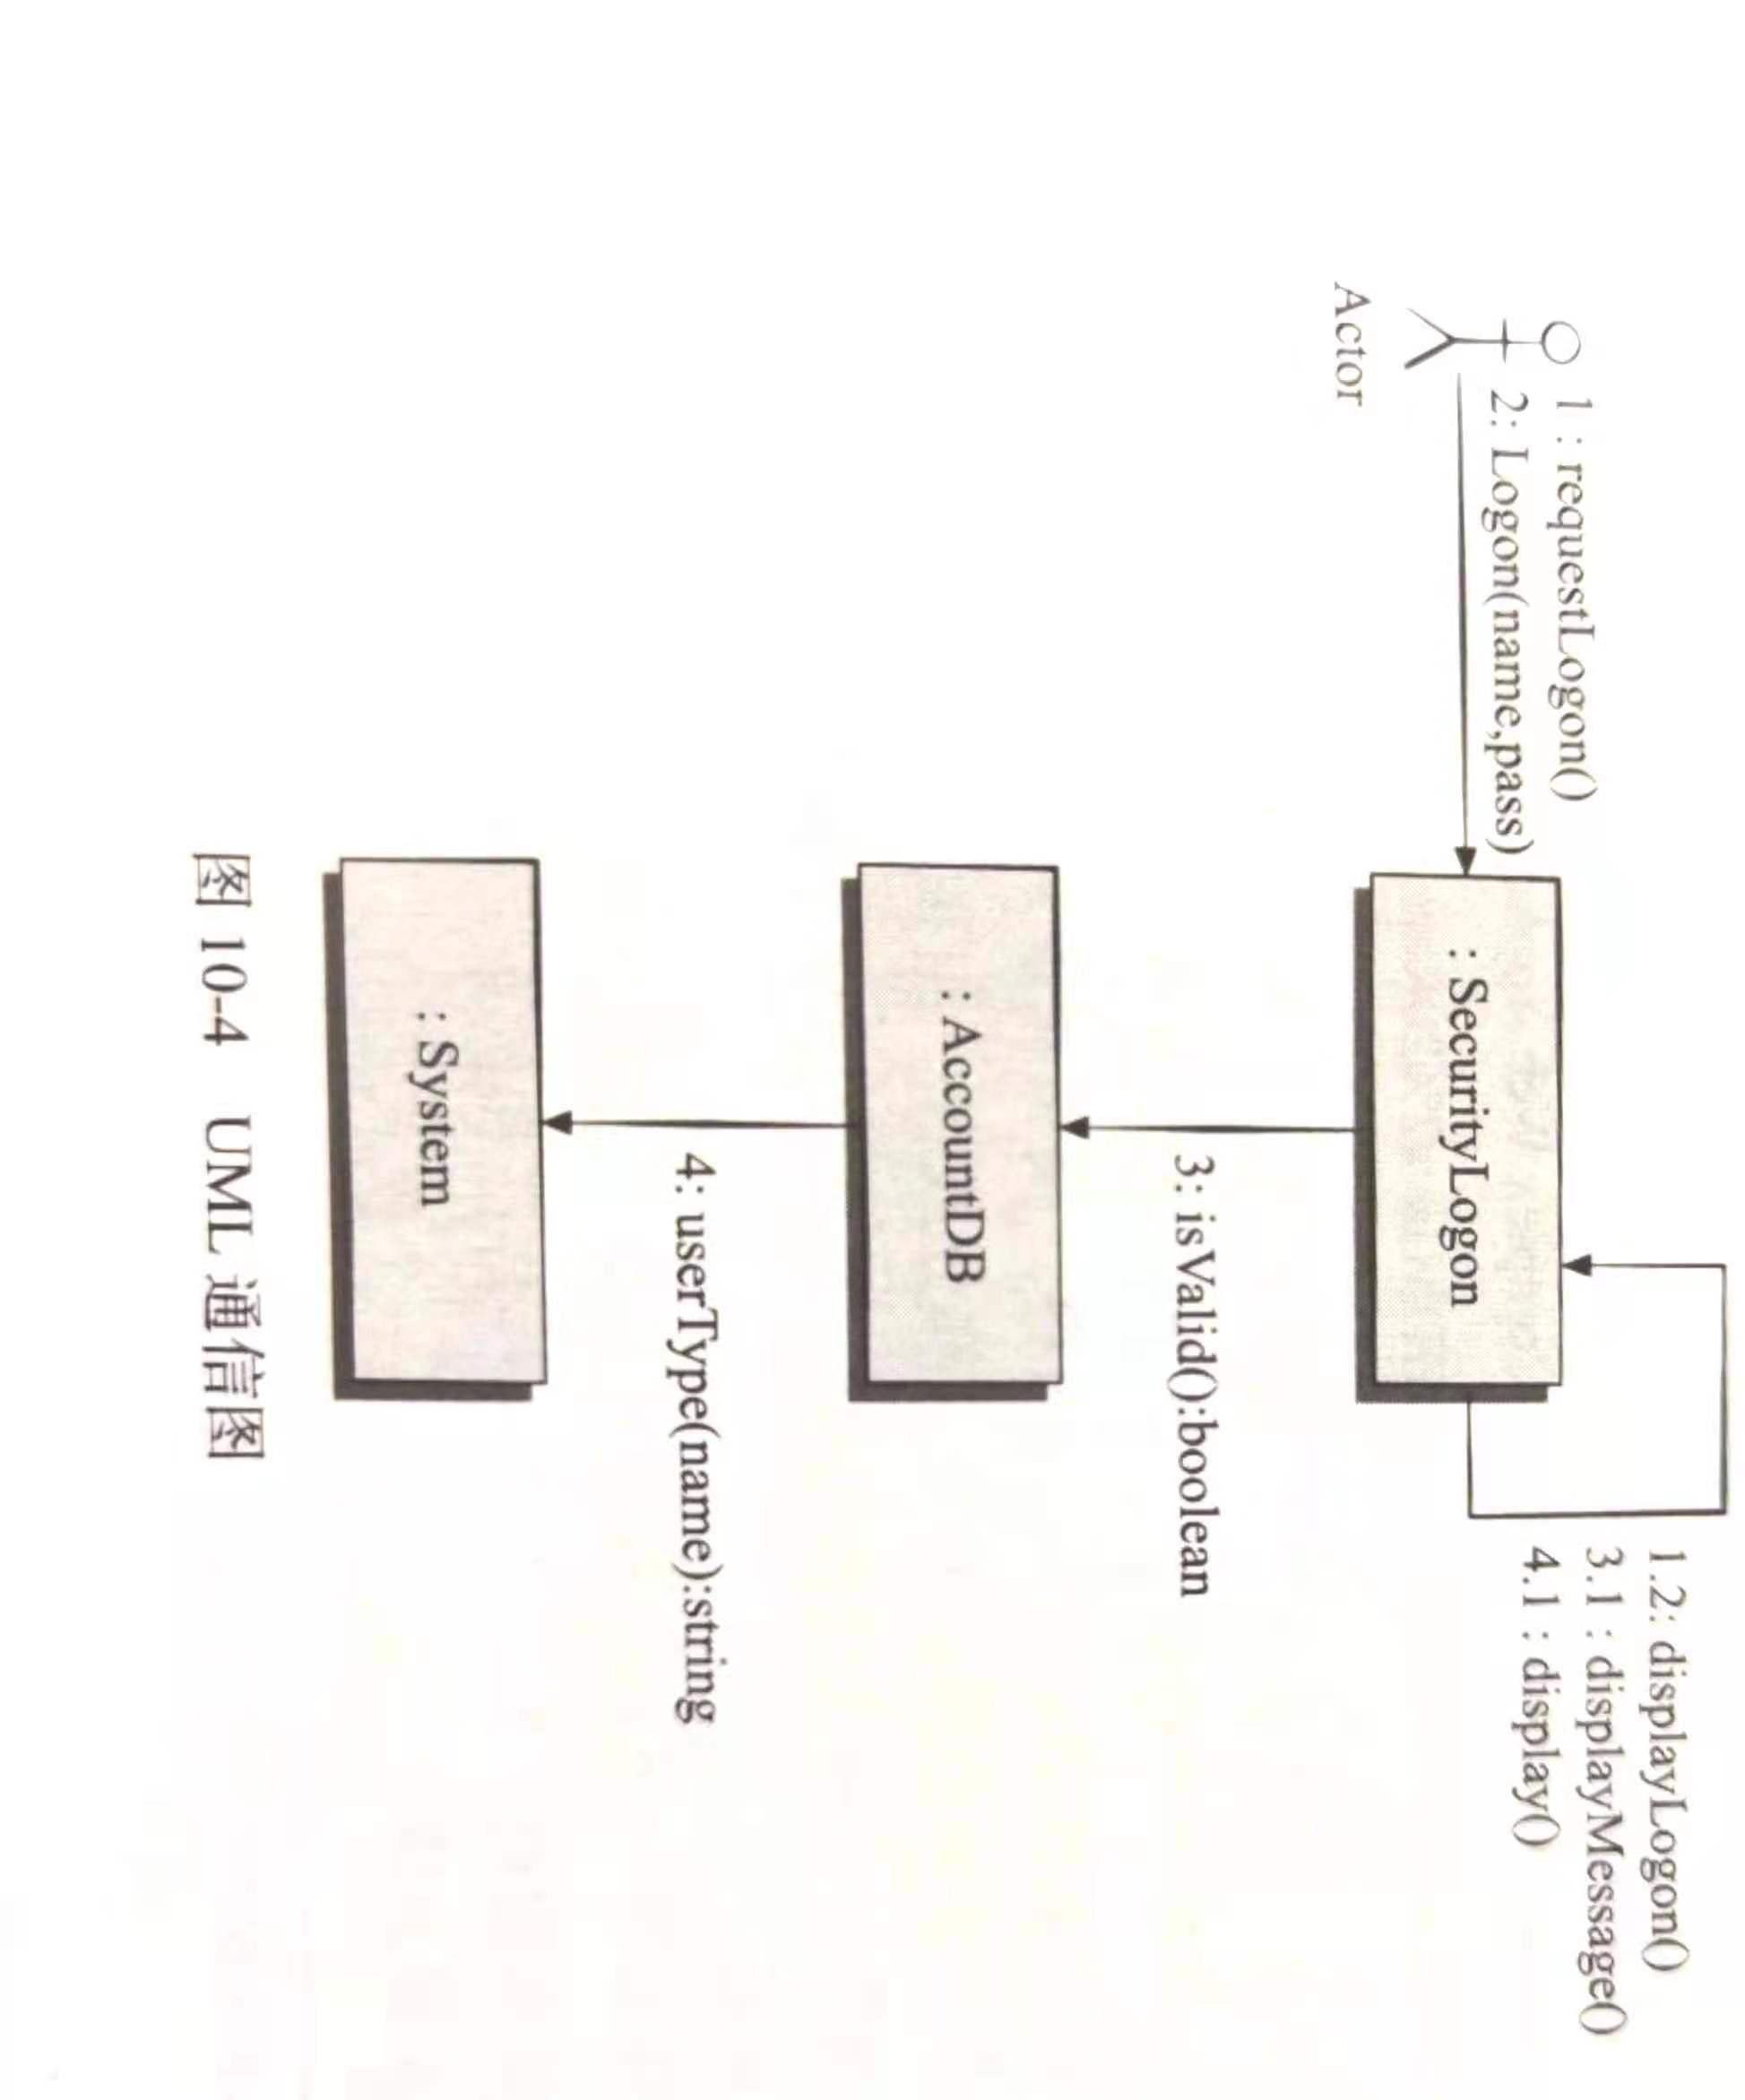 1.2: displayLogon()
3.1 : displayMessage()
4.1 : display()
1 : requestLogon()
2: Logon(name,pass)
Actor
: SecurityLogon
3: isValid():boolean
: AccountDB
4: userType(name):string
: System
图 10-4 UML 通信图